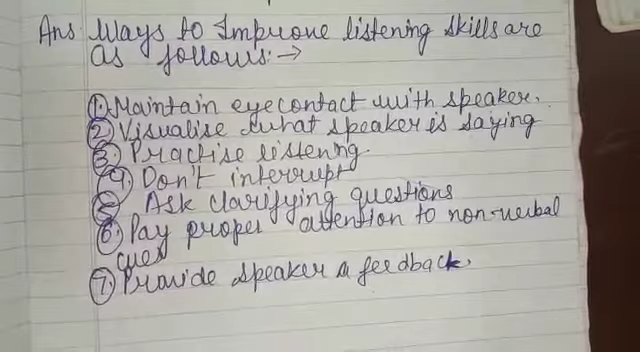 Ans Ways to Improve listening skills are
as follows:→
1. Maintain eye contact with speaker.
2. Visualise what speaker is saying
3. Practise listening
4. Don't interrupt
5. Ask clarifying questions
6. Pay proper attention to non-verbal
cues
7. Provide speaker a feedback.